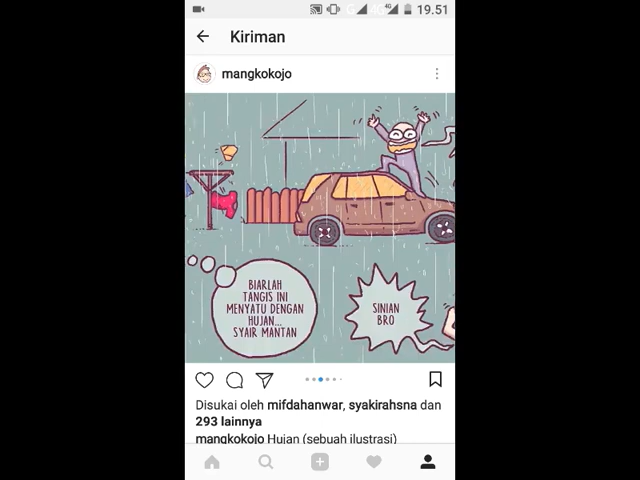 19.51
Kiriman
mangkokojo
BIARLAH
TANGIS INI
MENYATU DENGAN
HUJAN...
SYAIR MANTAN
SINIAN
BRO
Disukai oleh mifdahanwar, syakirahsna dan
293 lainnya
mangkokojo Hujan (sebuah ilustrasi)